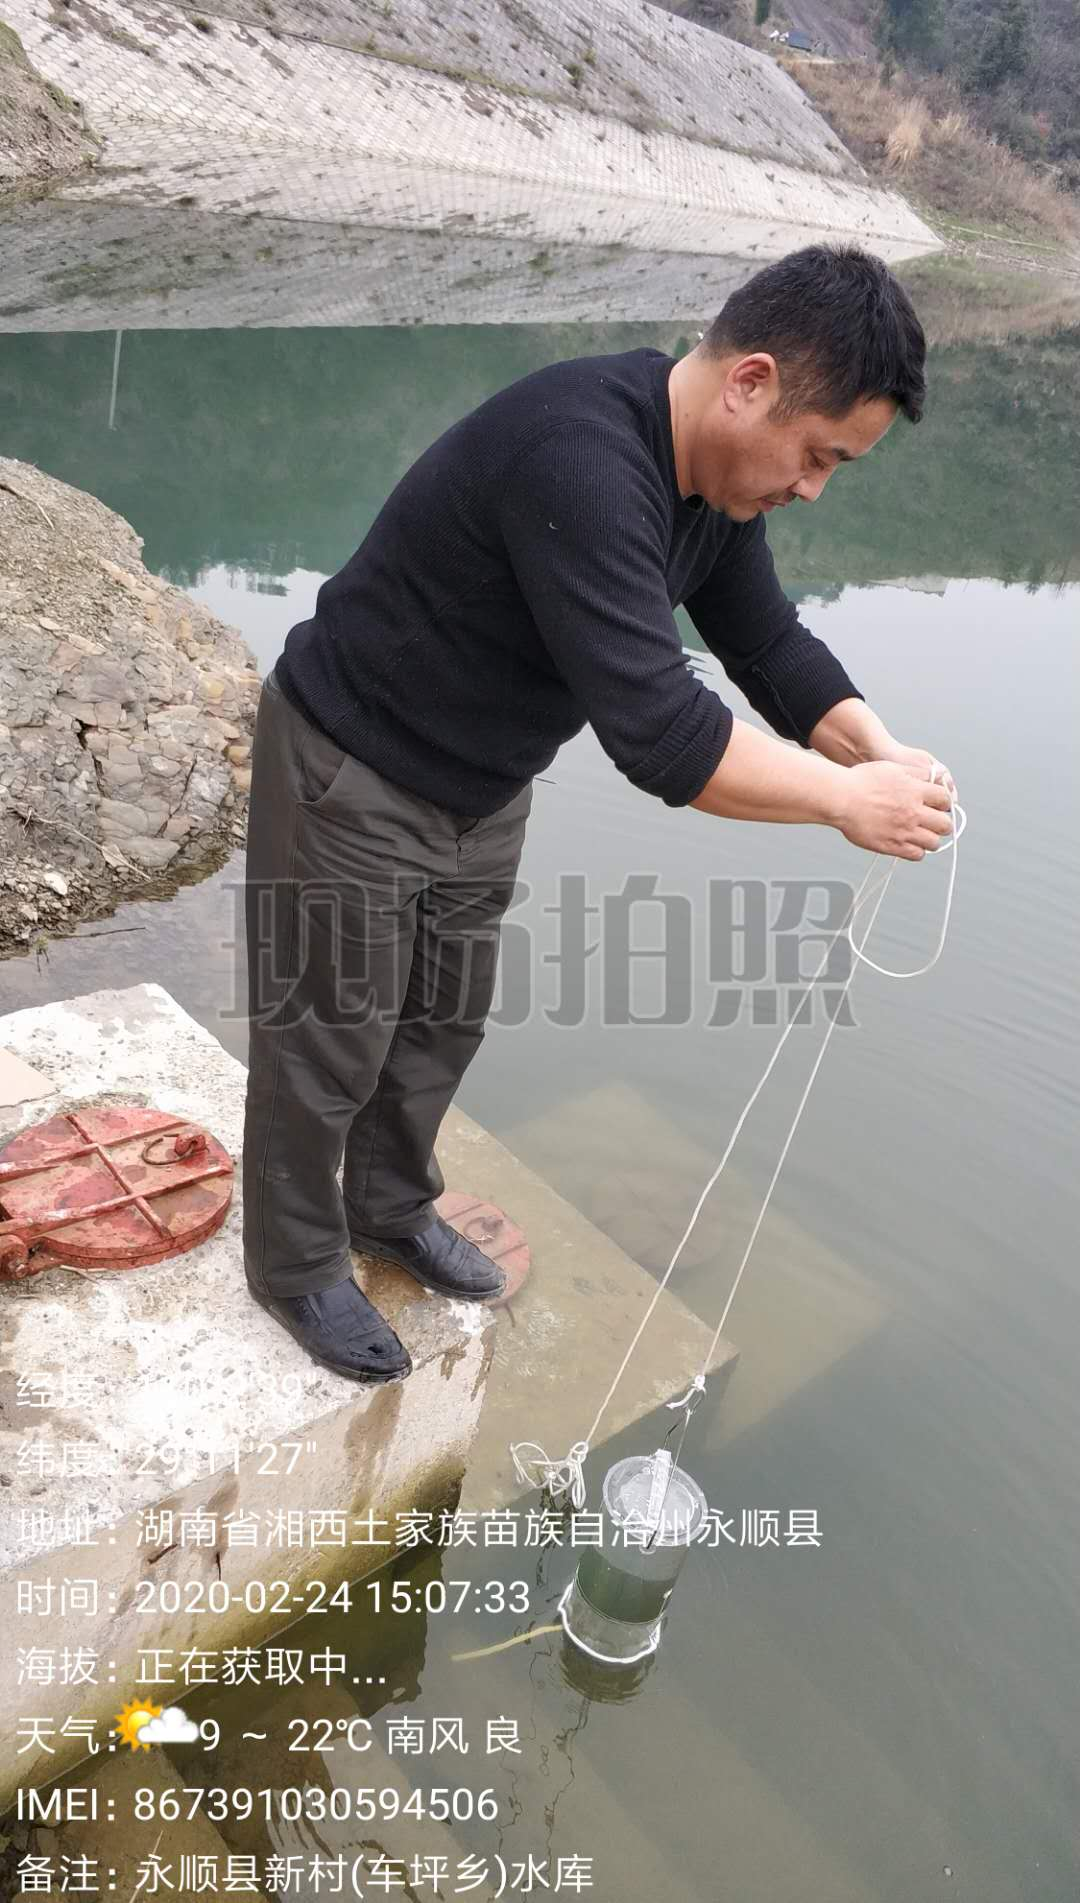 现场拍照
经度:
纬度: 29°11'27"
地址: 湖南省湘西土家族苗族自治州永顺县
时间: 2020-02-24 15:07:33
海拔: 正在获取中...
天气: 9 ~ 22℃ 南风 良
IMEI: 867391030594506
备注: 永顺县新村(车坪乡)水库